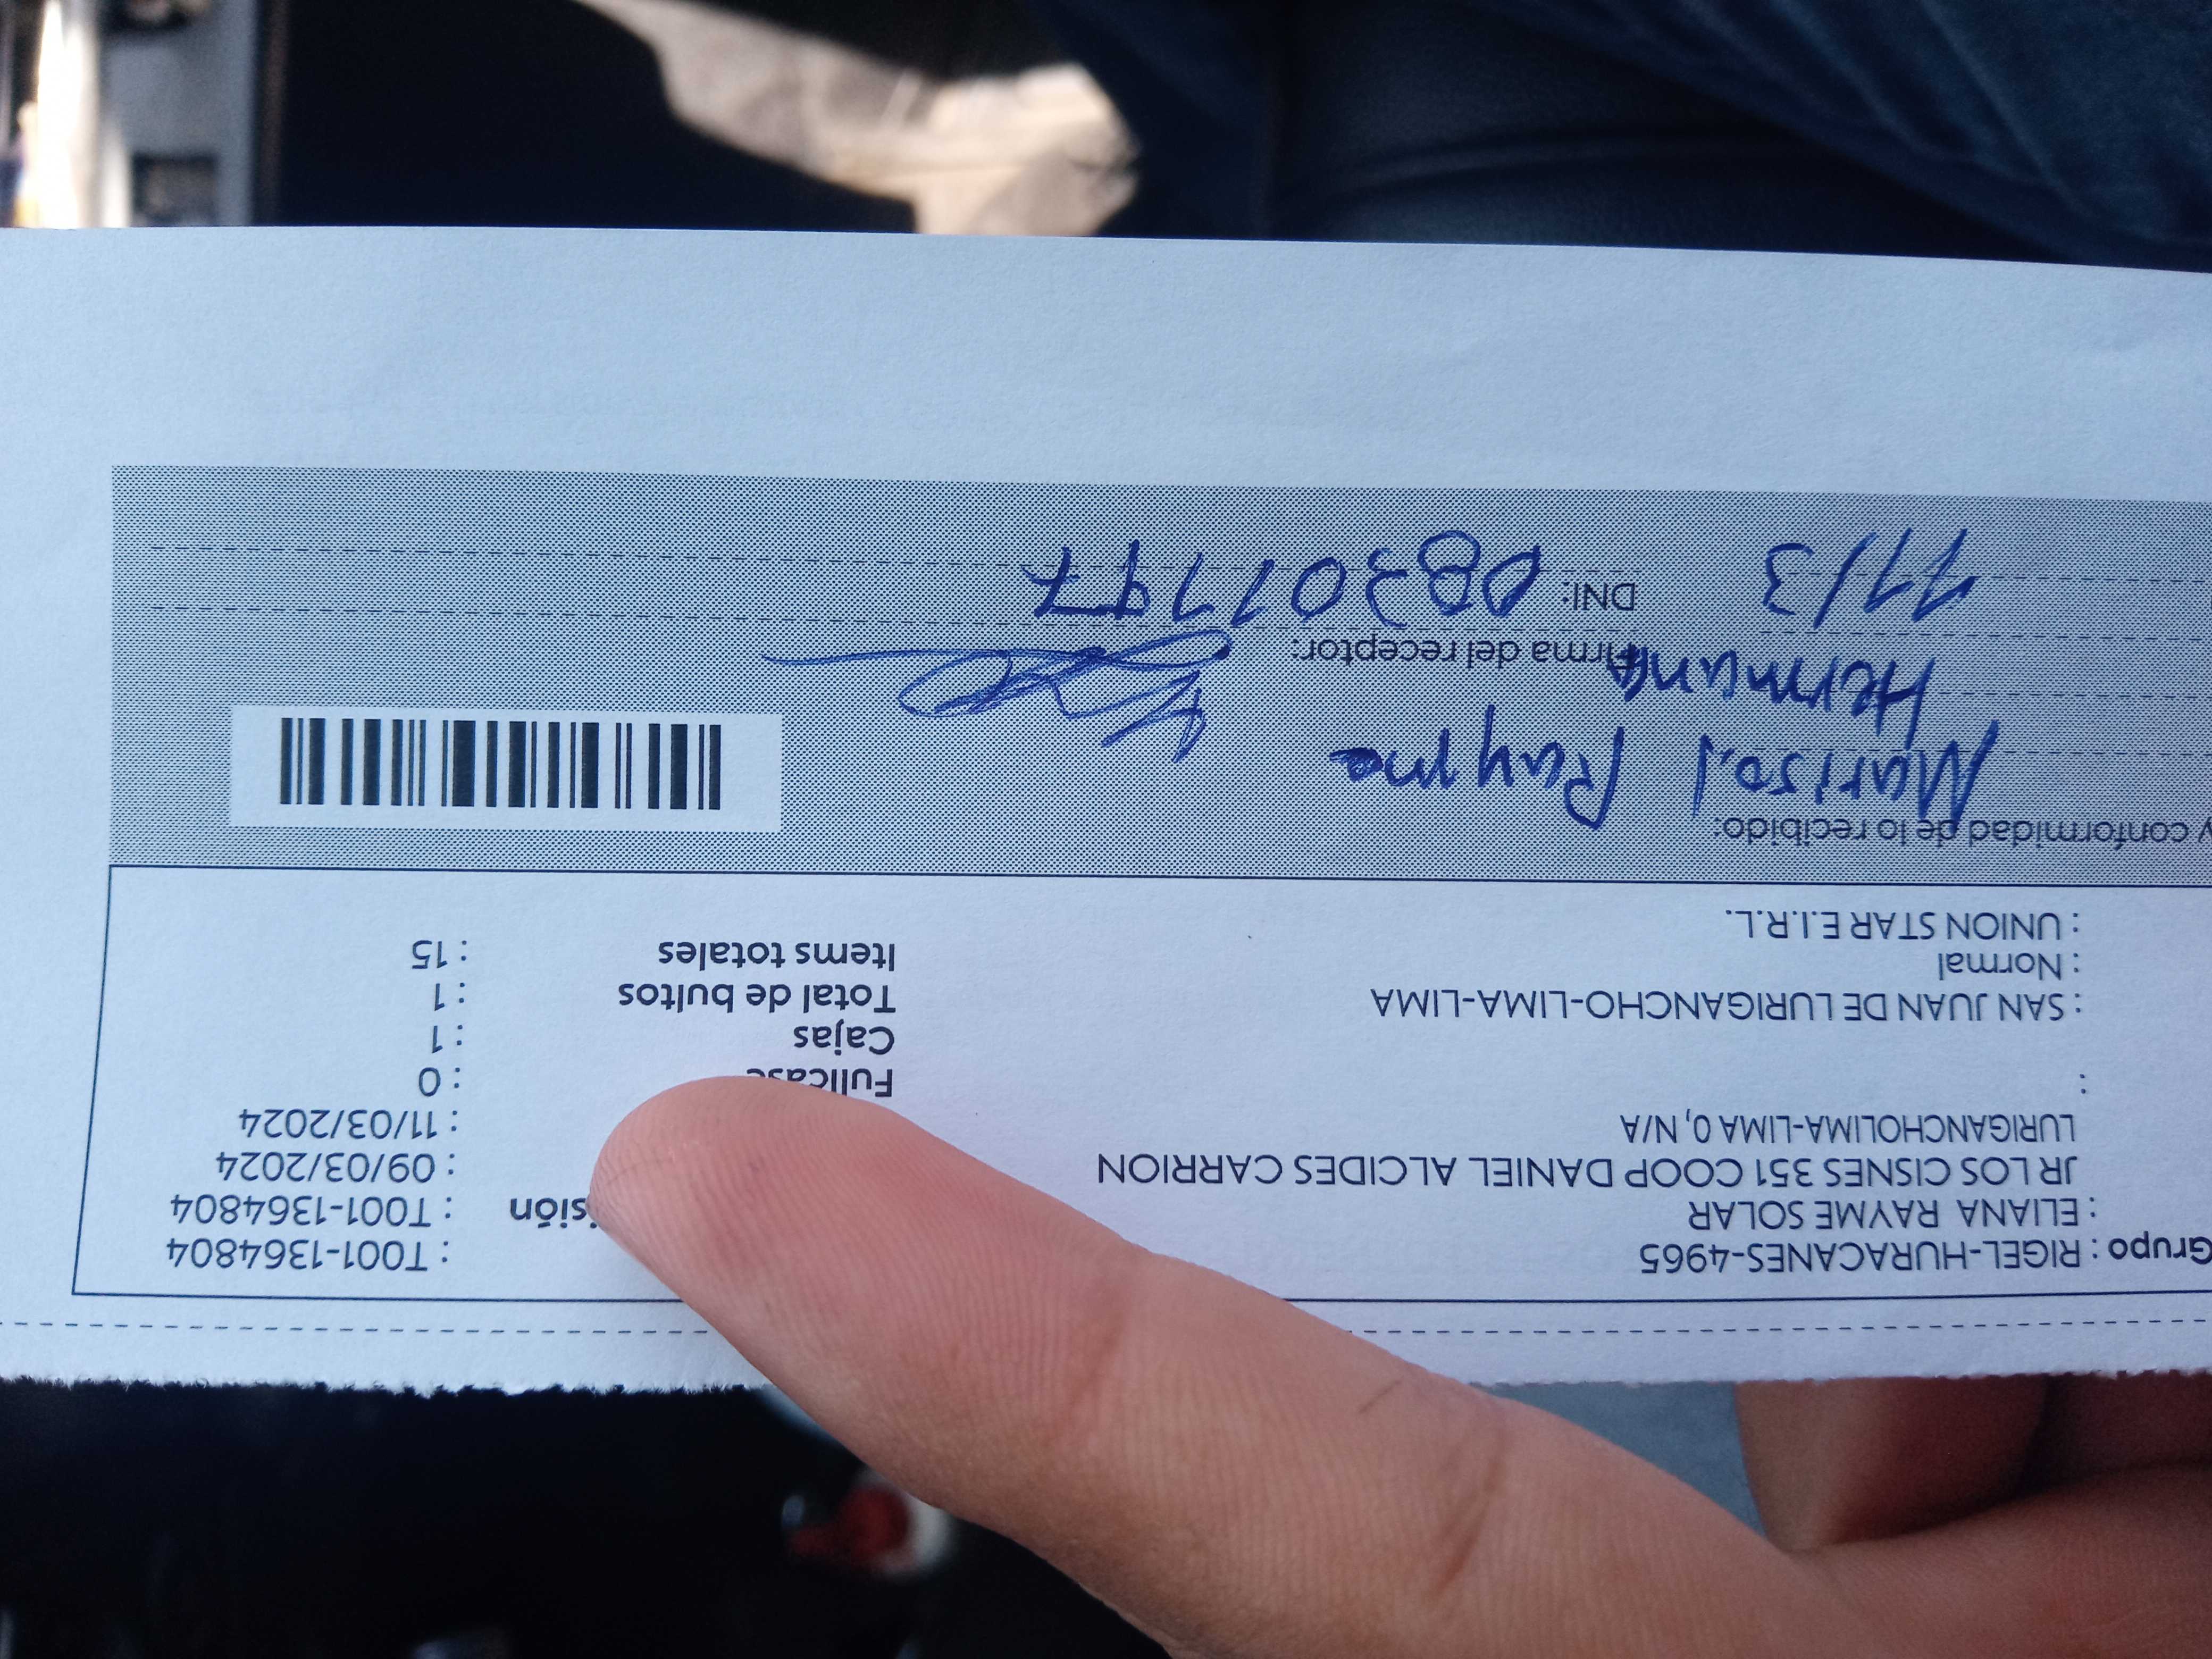 Grupo : RIGEL-HURACANES-4965 : T001-1364804
: ELIANA RAYME SOLAR isión : T001-1364804
JR LOS CISNES 351 COOP DANIEL ALCIDES CARRION : 09/03/2024
LURIGANCHOLIMA-LIMA 0, N/A : 11/03/2024
: Fullcase : 0
Cajas : 1
: SAN JUAN DE LURIGANCHO-LIMA-LIMA Total de bultos : 1
: Normal Items totales : 15
: UNION STAR E.I.R.L.
y conformidad de lo recibido:
Marisol Rayme
Hermana Firma del receptor:
11/3 DNI: